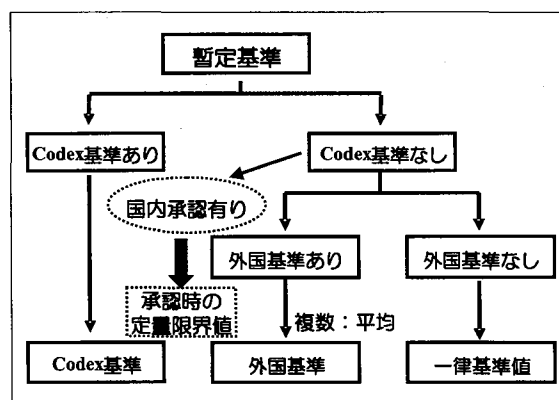 暫定基準
Codex基準あり
Codex基準なし
国内承認有り
外国基準あり
外国基準なし
承認時の
定量限界値
複数：平均
Codex基準
外国基準
一律基準値